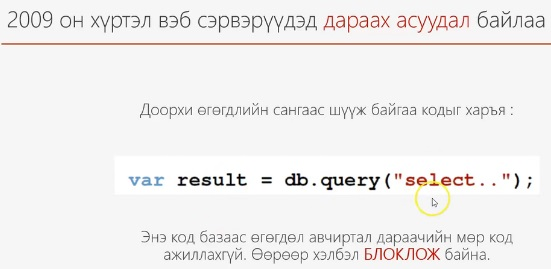 2009 он хүртэл вэб сэрвэрүүдэд дараах асуудал байлаа
Доорхи өгөгдлийн сангаас шүүж байгаа кодыг харъя :
var result = db.query("select..");
Энэ код базаас өгөгдөл авчиртал дараачийн мөр код
ажиллахгүй. Өөрөөр хэлбэл БЛОКЛОЖ байна.